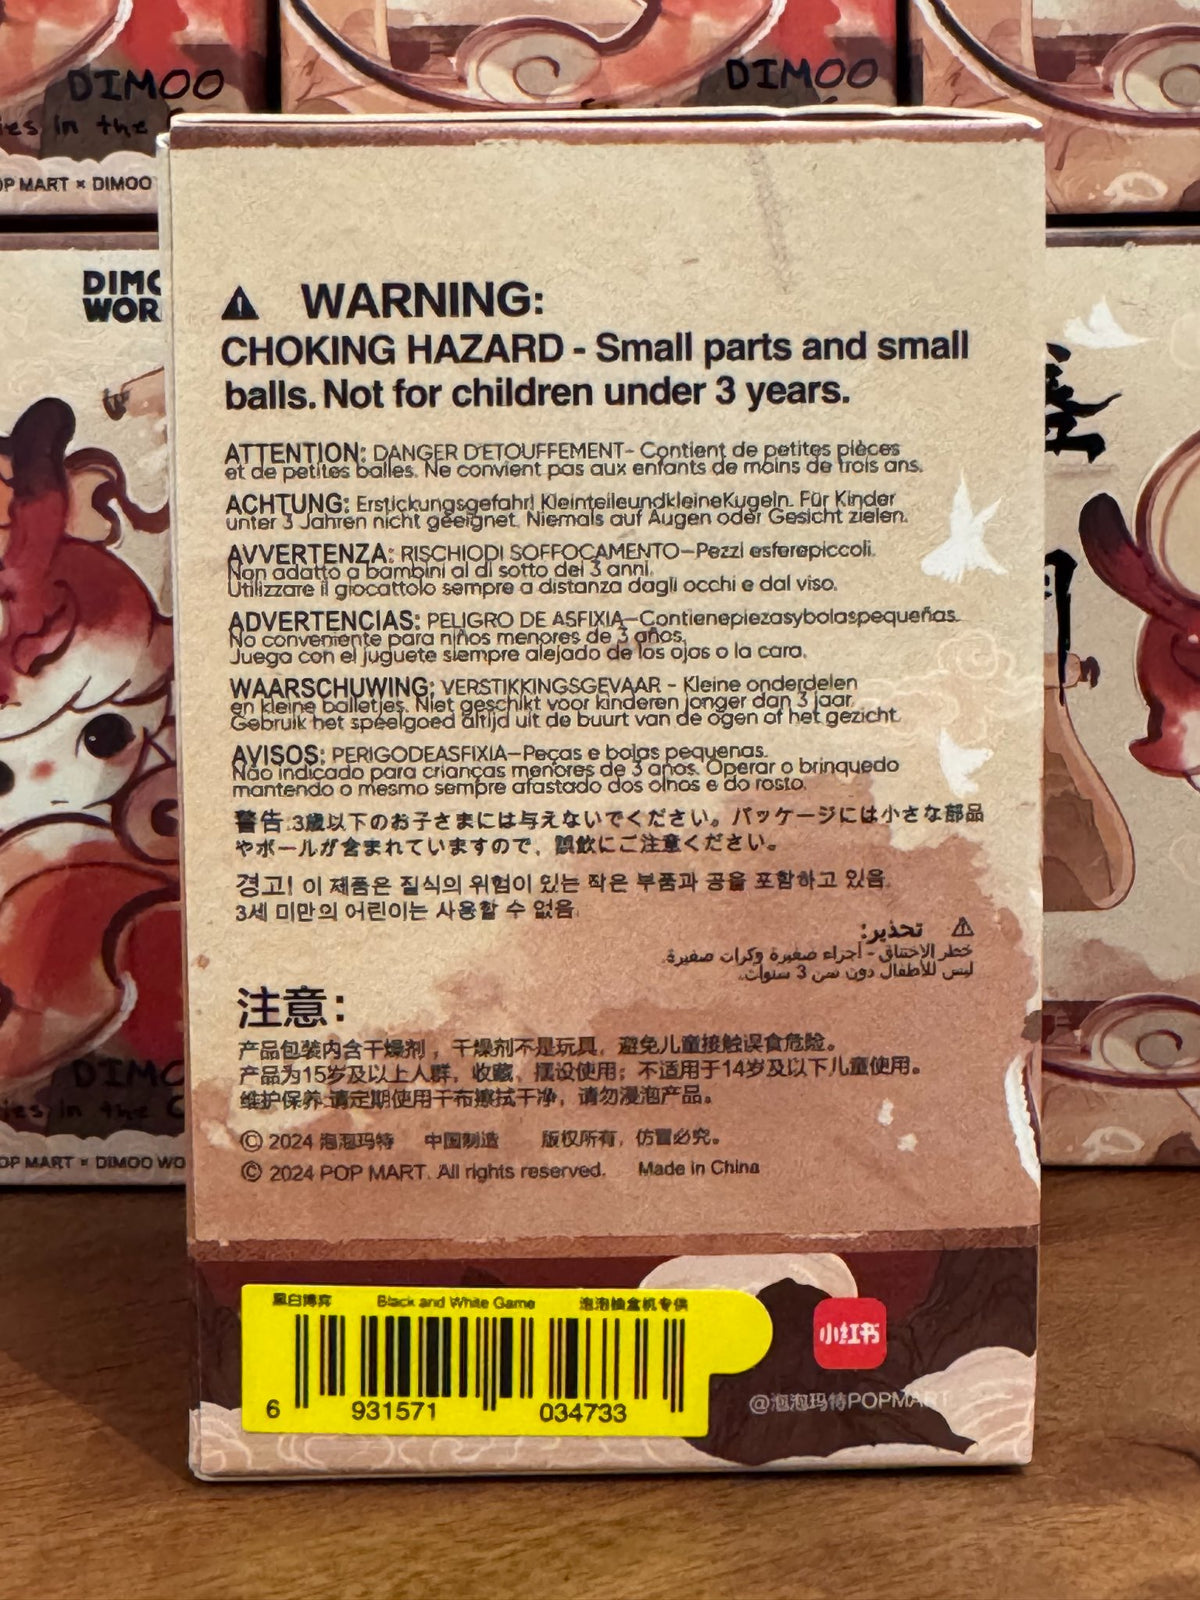 DIMOO
DIMOO
ies in the
OP MART × DIMOO
DIMO
WOR
WARNING:
CHOKING HAZARD - Small parts and small
balls. Not for children under 3 years.
ATTENTION: DANGER D'ETOUFFEMENT- Contient de petites pièces
et de petites balles. Ne convient pas aux enfants de moins de trois ans.
ACHTUNG: Erstickungsgefahr! KleinteileundkleineKugeln. Für Kinder
unter 3 Jahren nicht geeignet. Niemals auf Augen oder Gesicht zielen.
AVVERTENZA: RISCHIODI SOFFOCAMENTO—Pezzi esferepiccoli.
Non adatto a bambini al di sotto dei 3 anni.
Utilizzare il giocattolo sempre a distanza dagli occhi e dal viso.
ADVERTENCIAS: PELIGRO DE ASFIXIA—Contienepiezasybolaspequeñas.
No conveniente para niños menores de 3 años.
Juega con el juguete siempre alejado de los ojos o la cara.
WAARSCHUWING: VERSTIKKINGSGEVAAR - Kleine onderdelen
en kleine balletjes. Niet geschikt voor kinderen jonger dan 3 jaar.
Gebruik het speelgoed altijd uit de buurt van de ogen of het gezicht.
AVISOS: PERIGODEASFIXIA—Peças e bolas pequenas.
Não indicado para crianças menores de 3 anos. Operar o brinquedo
mantendo o mesmo sempre afastado dos olhos e do rosto.
警告:3歳以下のお子さまには与えないでください。パッケージには小さな部品
やボールが含まれていますので、誤飲にご注意ください。
경고! 이 제품은 질식의 위험이 있는 작은 부품과 공을 포함하고 있음.
3세 미만의 어린이는 사용할 수 없음.
تحذير:
خطر الاختناق - اجزاء صغيرة وكرات صغيرة.
ليس للأطفال دون سن 3 سنوات.
注意:
产品包装内含干燥剂，干燥剂不是玩具，避免儿童接触误食危险。
产品为15岁及以上人群，收藏、摆设使用；不适用于14岁及以下儿童使用。
维护保养:请定期使用干布擦拭干净，请勿浸泡产品。
© 2024 泡泡玛特 中国制造 版权所有，仿冒必究。
© 2024 POP MART. All rights reserved. Made in China
DIMO
ies in the C
OP MART × DIMOO WO
黑白博弈 Black and White Game 泡泡抽盒机专供
6 931571 034733
小红书
@泡泡玛特POPMART